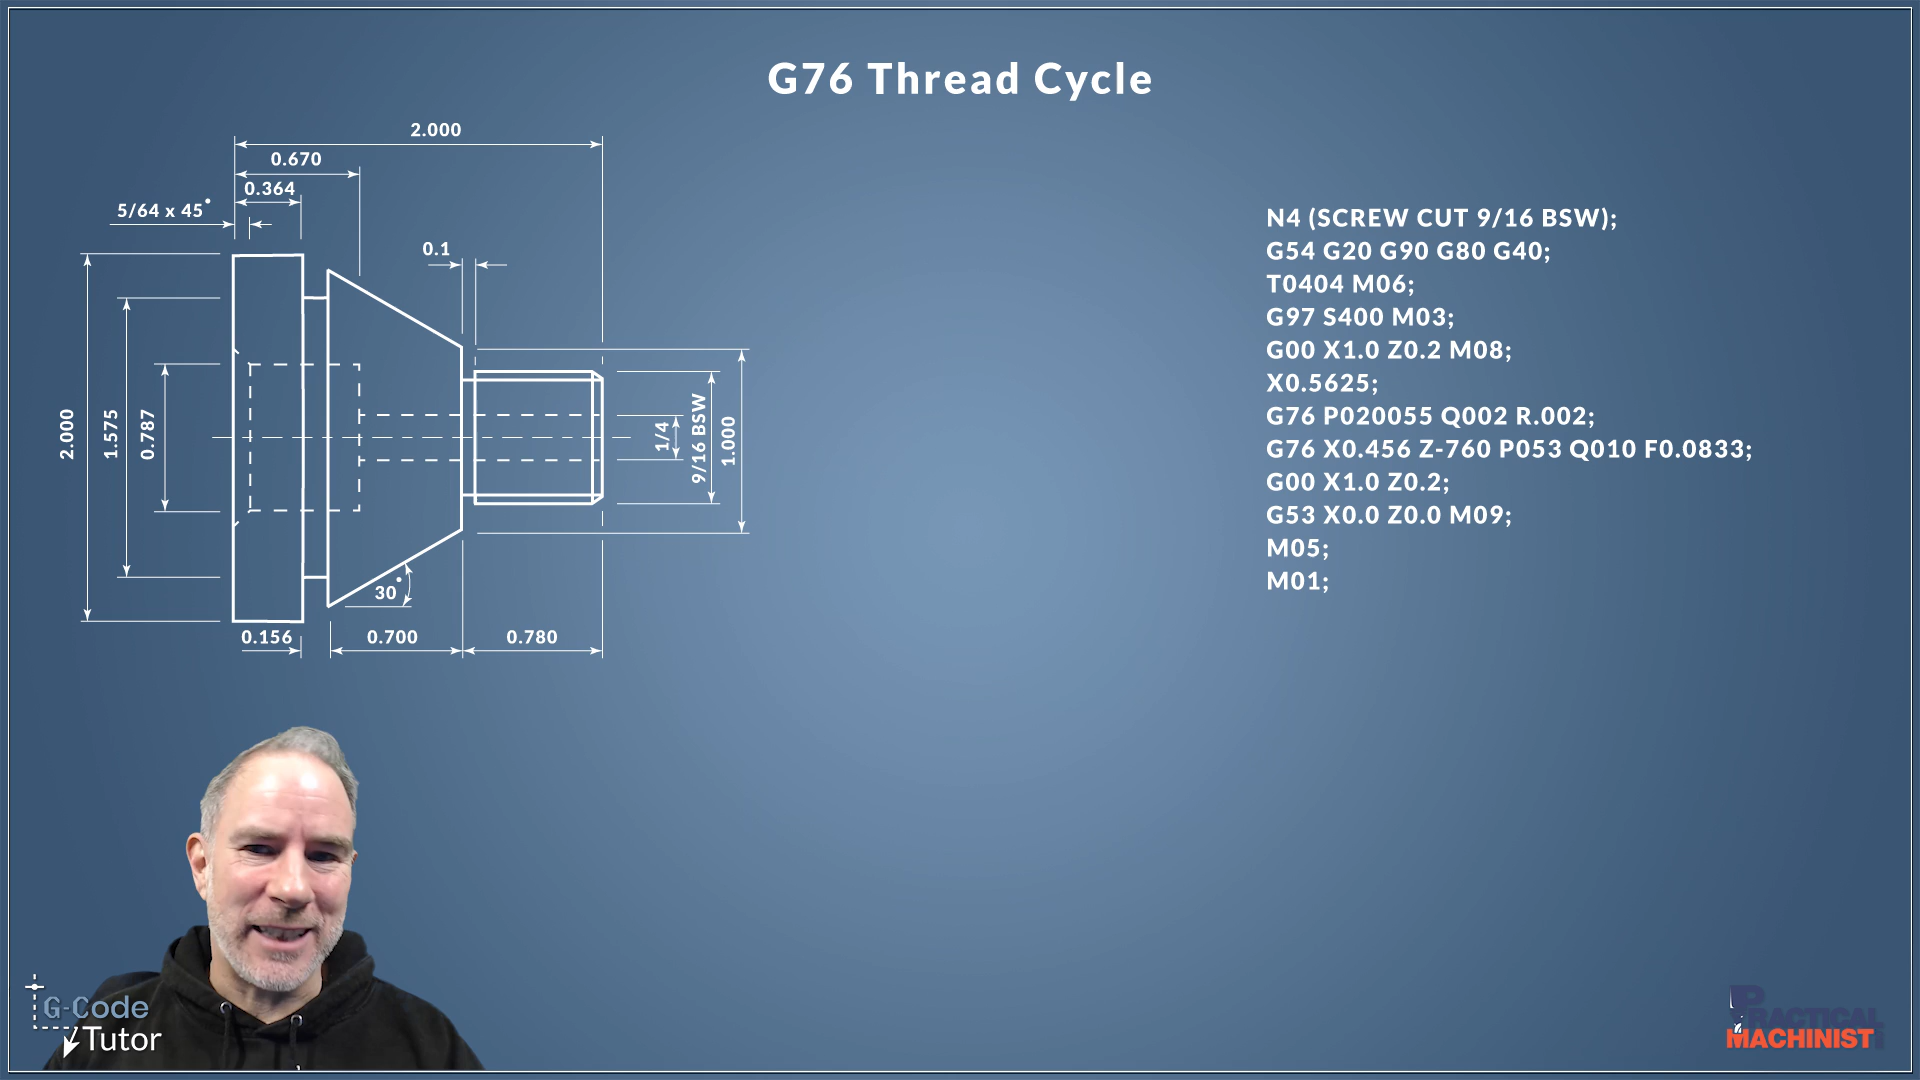 G76 Thread Cycle
2.000
0.670
0.364
5/64 x 45°
0.1
2.000
1.575
0.787
1/4
9/16 BSW
1.000
30°
0.156
0.700
0.780
N4 (SCREW CUT 9/16 BSW);
G54 G20 G90 G80 G40;
T0404 M06;
G97 S400 M03;
G00 X1.0 Z0.2 M08;
X0.5625;
G76 P020055 Q002 R.002;
G76 X0.456 Z-760 P053 Q010 F0.0833;
G00 X1.0 Z0.2;
G53 X0.0 Z0.0 M09;
M05;
M01;
G-Code
Tutor
PRACTICAL
MACHINIST